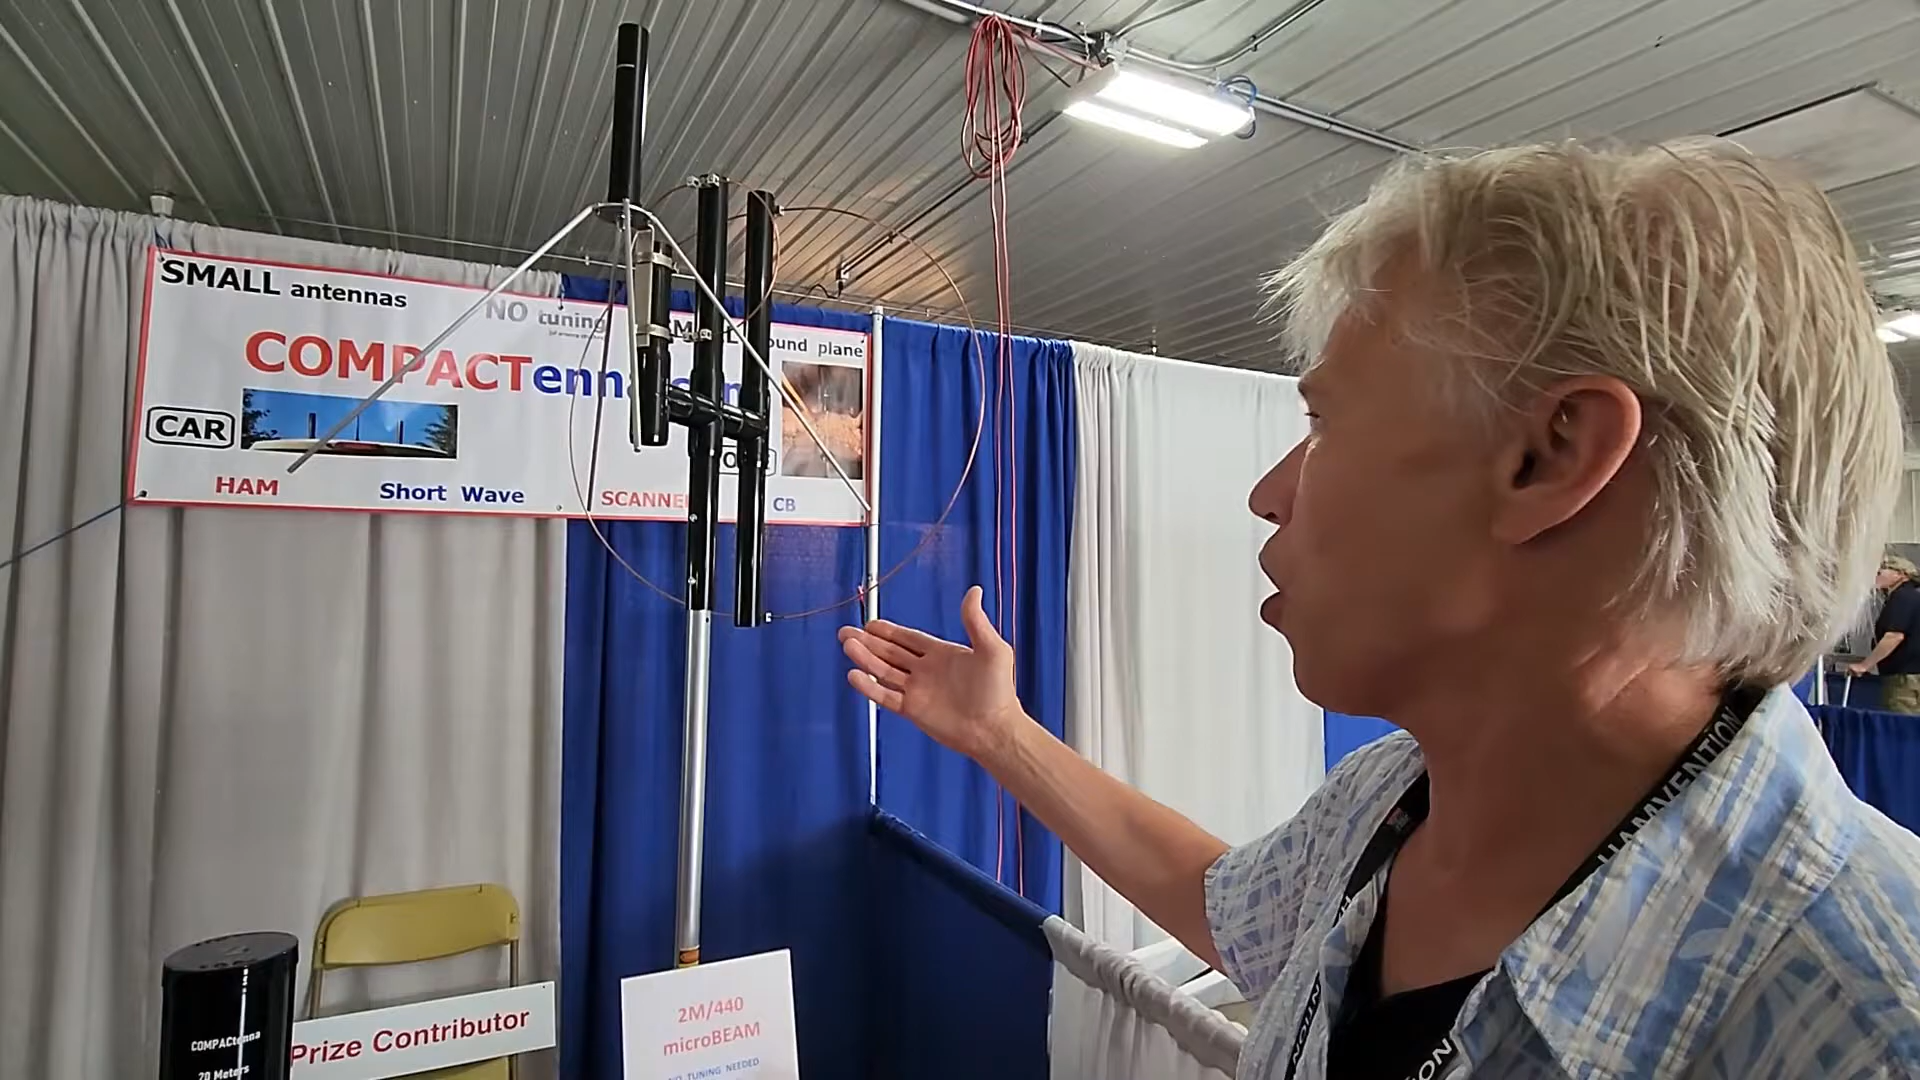 SMALL antennas
NO tuning
ound plane
COMPACTenn
CAR
HAM
Short Wave
SCANNE
CB
HAMVENTION
COMPACtenna
20 Meters
Prize Contributor
2M/440
microBEAM
NO TUNING NEEDED